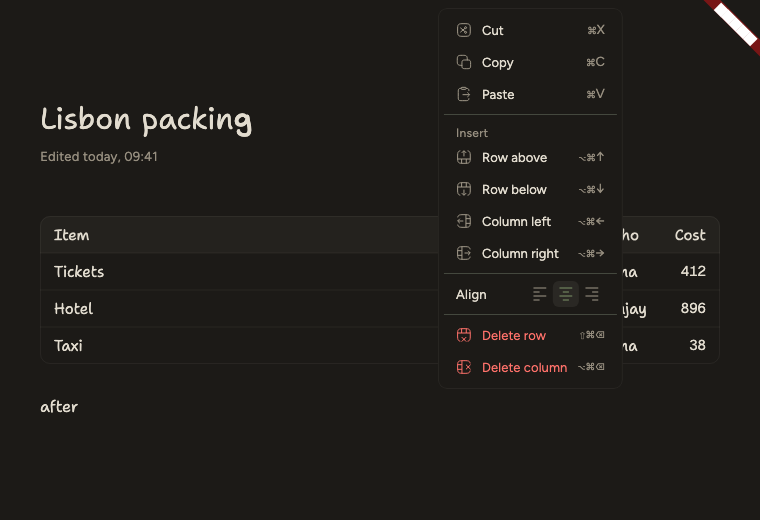 Cut ⌘X
Copy ⌘C
Paste ⌘V
Lisbon packing
Insert
Edited today, 09:41
Row above ⌥⌘↑
Row below ⌥⌘↓
Column left ⌥⌘←
Item Cost
Column right ⌥⌘→
Tickets 412
Align
Hotel 896
Delete row ⇧⌘⌫
Taxi 38
Delete column ⌥⌘⌫
after